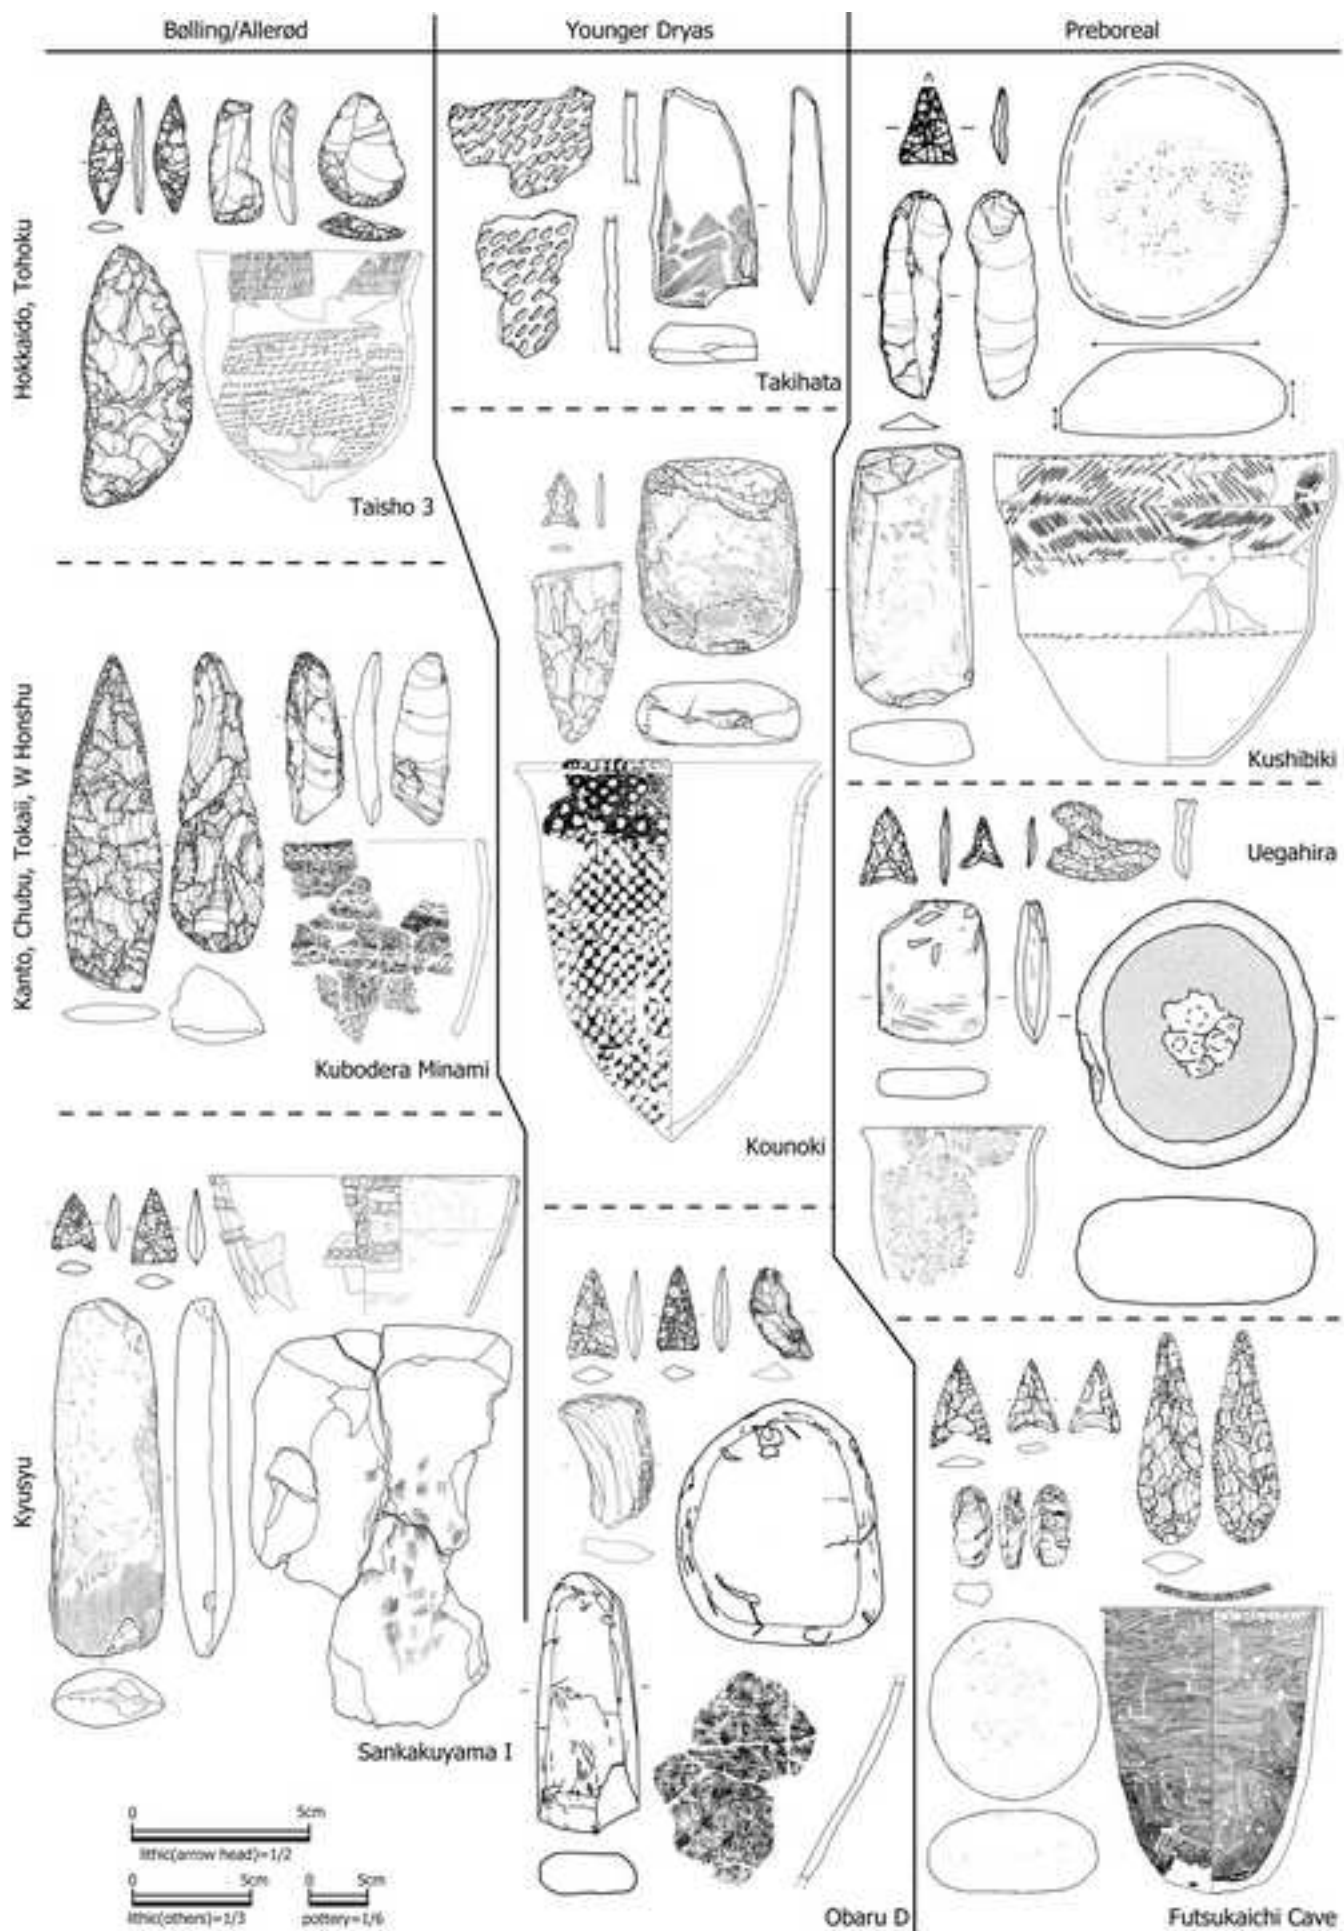 Bølling/Allerød
Younger Dryas
Preboreal
Hokkaido, Tohoku
Taisho 3
Takihata
Kushibiki
Kanto, Chubu, Tokaii, W Honshu
Kubodera Minami
Kounoki
Uegahira
Kyusyu
Sankakuyama I
Obaru D
Futsukaichi Cave
0 5cm
lithic(arrow head)=1/2
0 5cm 0 5cm
lithic(others)=1/3 pottery=1/6